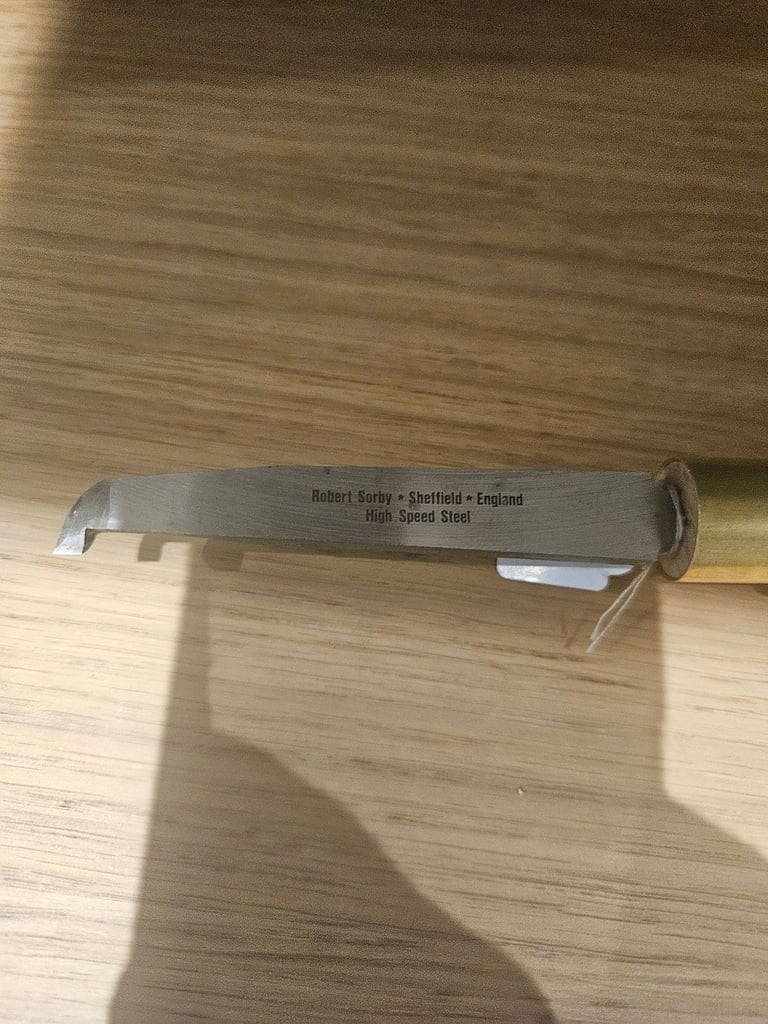 Robert Sorby * Sheffield * England
High Speed Steel